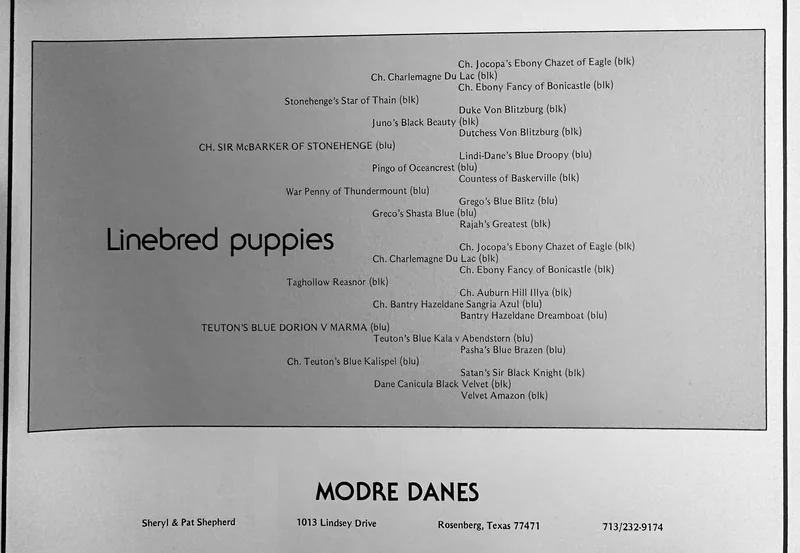 Ch. Jocopa's Ebony Chazet of Eagle (blk)
Ch. Charlemagne Du Lac (blk)
Ch. Ebony Fancy of Bonicastle (blk)
Stonehenge's Star of Thain (blk)
Duke Von Blitzburg (blk)
Juno's Black Beauty (blk)
Dutchess Von Blitzburg (blk)
CH. SIR McBARKER OF STONEHENGE (blu)
Lindi-Dane's Blue Droopy (blu)
Pingo of Oceancrest (blu)
Countess of Baskerville (blk)
War Penny of Thundermount (blu)
Grego's Blue Blitz (blu)
Greco's Shasta Blue (blu)
Rajah's Greatest (blk)
Linebred puppies
Ch. Jocopa's Ebony Chazet of Eagle (blk)
Ch. Charlemagne Du Lac (blk)
Ch. Ebony Fancy of Bonicastle (blk)
Taghollow Reasnor (blk)
Ch. Auburn Hill Illya (blk)
Ch. Bantry Hazeldane Sangria Azul (blu)
Bantry Hazeldane Dreamboat (blu)
TEUTON'S BLUE DORION V MARMA (blu)
Teuton's Blue Kala v Abendstern (blu)
Pasha's Blue Brazen (blu)
Ch. Teuton's Blue Kalispel (blu)
Satan's Sir Black Knight (blk)
Dane Canicula Black Velvet (blk)
Velvet Amazon (blk)
MODRE DANES
Sheryl & Pat Shepherd 1013 Lindsey Drive Rosenberg, Texas 77471 713/232-9174